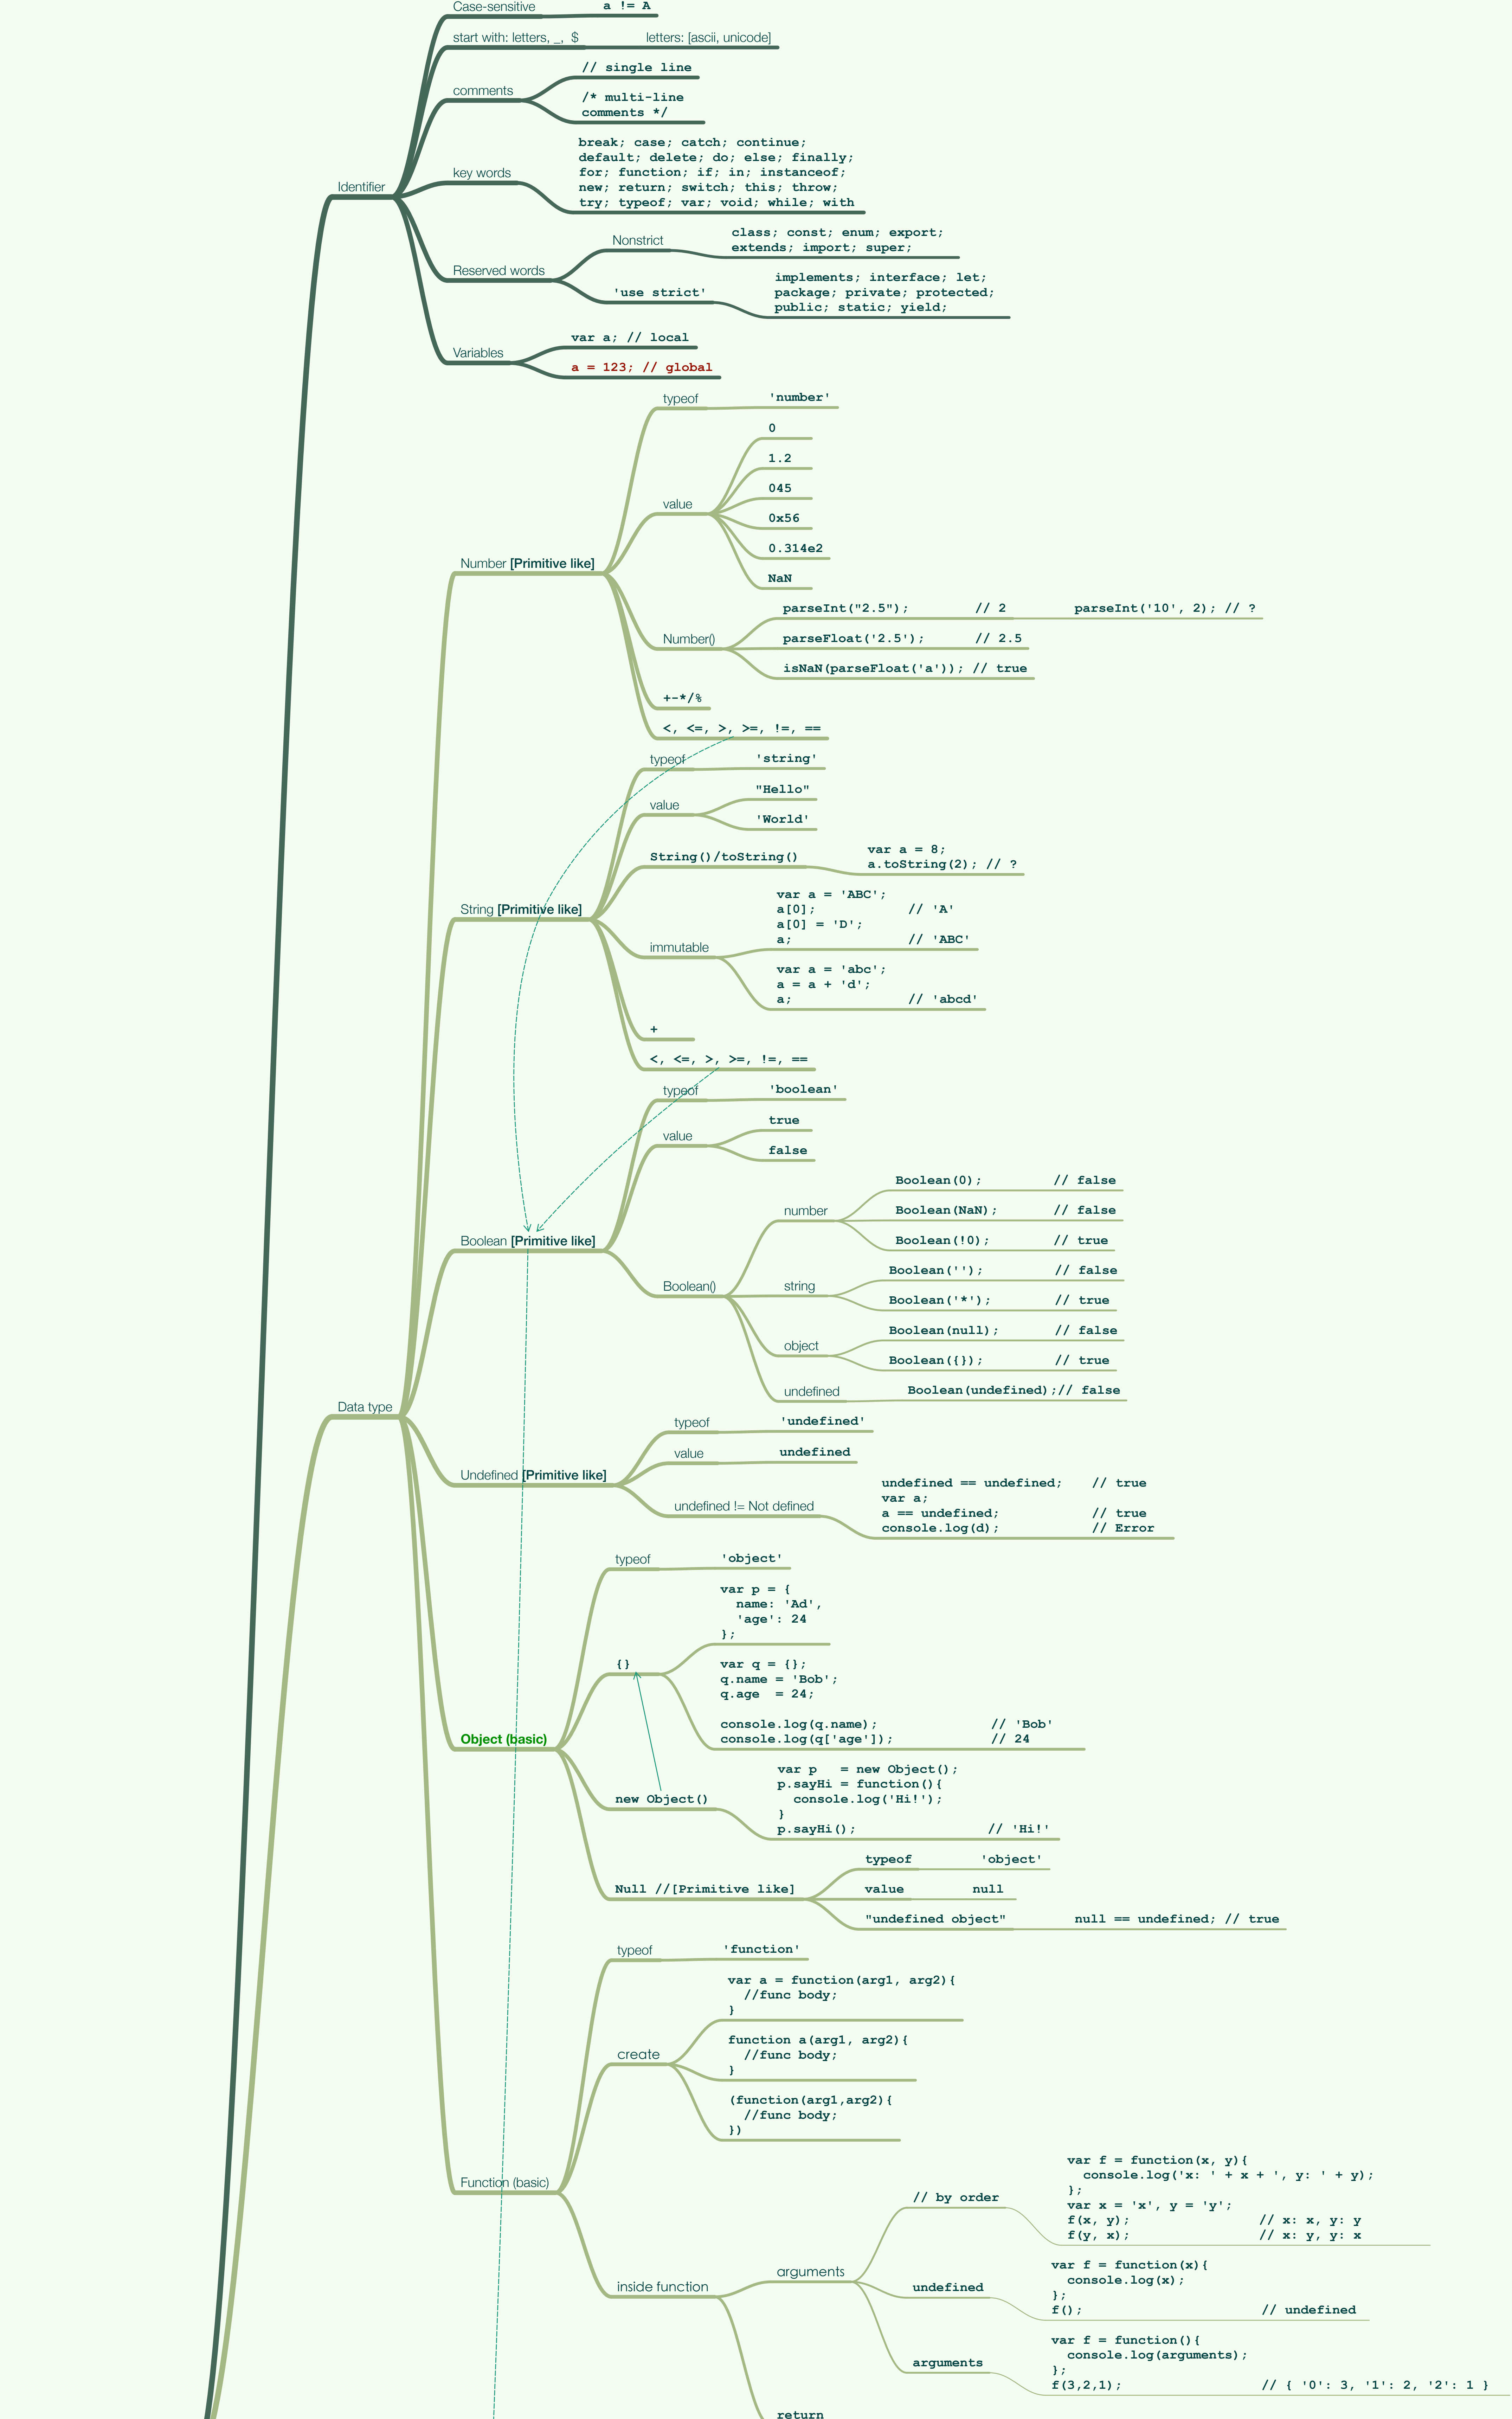 Case-sensitive
a != A
start with: letters, _, $
letters: [ascii, unicode]
comments
// single line
/* multi-line
comments */
key words
break; case; catch; continue;
default; delete; do; else; finally;
for; function; if; in; instanceof;
new; return; switch; this; throw;
try; typeof; var; void; while; with
Identifier
Reserved words
Nonstrict
class; const; enum; export;
extends; import; super;
'use strict'
implements; interface; let;
package; private; protected;
public; static; yield;
Variables
var a; // local
a = 123; // global
typeof
'number'
value
0
1.2
045
0x56
0.314e2
NaN
Number [Primitive like]
Number()
parseInt("2.5"); // 2
parseInt('10', 2); // ?
parseFloat('2.5'); // 2.5
isNaN(parseFloat('a')); // true
+-*/%
<, <=, >, >=, !=, ==
typeof
'string'
value
"Hello"
'World'
String()/toString()
var a = 8;
a.toString(2); // ?
String [Primitive like]
immutable
var a = 'ABC';
a[0]; // 'A'
a[0] = 'D';
a; // 'ABC'
var a = 'abc';
a = a + 'd';
a; // 'abcd'
+
<, <=, >, >=, !=, ==
typeof
'boolean'
value
true
false
Boolean [Primitive like]
Boolean()
number
Boolean(0); // false
Boolean(NaN); // false
Boolean(!0); // true
string
Boolean(''); // false
Boolean('*'); // true
object
Boolean(null); // false
Boolean({}); // true
undefined
Boolean(undefined);// false
Data type
typeof
'undefined'
value
undefined
Undefined [Primitive like]
undefined != Not defined
undefined == undefined; // true
var a;
a == undefined; // true
console.log(d); // Error
typeof
'object'
{}
var p = {
name: 'Ad',
'age': 24
};
var q = {};
q.name = 'Bob';
q.age = 24;
console.log(q.name); // 'Bob'
console.log(q['age']); // 24
Object (basic)
new Object()
var p = new Object();
p.sayHi = function(){
console.log('Hi!');
}
p.sayHi(); // 'Hi!'
Null //[Primitive like]
typeof
'object'
value
null
"undefined object"
null == undefined; // true
typeof
'function'
create
var a = function(arg1, arg2){
//func body;
}
function a(arg1, arg2){
//func body;
}
(function(arg1,arg2){
//func body;
})
Function (basic)
inside function
arguments
// by order
var f = function(x, y){
console.log('x: ' + x + ', y: ' + y);
};
var x = 'x', y = 'y';
f(x, y); // x: x, y: y
f(y, x); // x: y, y: x
undefined
var f = function(x){
console.log(x);
};
f(); // undefined
arguments
var f = function(){
console.log(arguments);
};
f(3,2,1); // { '0': 3, '1': 2, '2': 1 }
return